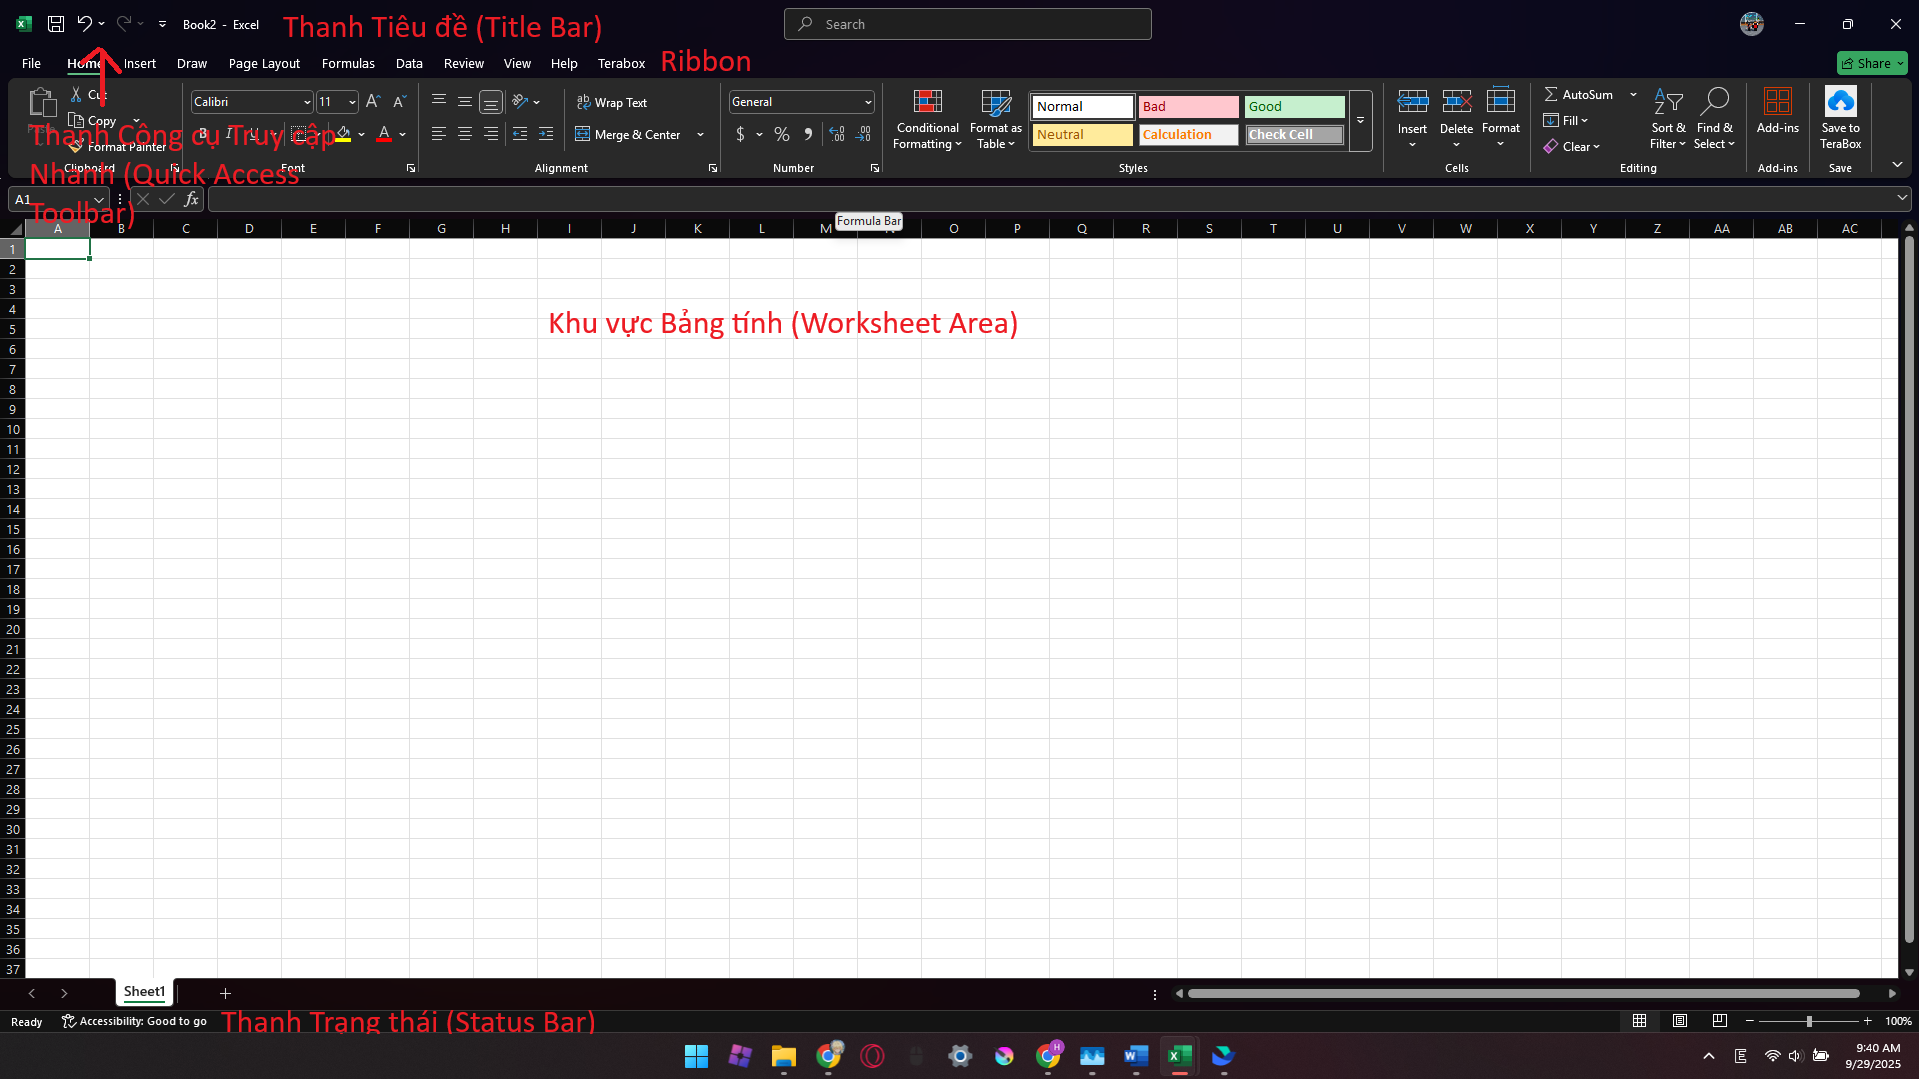 Book2 - Excel
Thanh Tiêu đề (Title Bar)
Search
File
Home
Insert
Draw
Page Layout
Formulas
Data
Review
View
Help
Terabox
Ribbon
Share
Cut
Copy
Format Painter
Clipboard
Thanh Công cụ Truy cập
Nhanh (Quick Access
Toolbar)
Calibri
11
B I U
Font
Wrap Text
Merge & Center
Alignment
General
$ % ,
Number
Conditional
Formatting
Format as
Table
Normal
Bad
Good
Neutral
Calculation
Check Cell
Styles
Insert
Delete
Format
Cells
AutoSum
Fill
Clear
Sort &
Filter
Find &
Select
Editing
Add-ins
Add-ins
Save to
TeraBox
Save
A1
fx
Formula Bar
A B C D E F G H I J K L M N O P Q R S T U V W X Y Z AA AB AC
1
2
3
4
5
6
7
8
9
10
11
12
13
14
15
16
17
18
19
20
21
22
23
24
25
26
27
28
29
30
31
32
33
34
35
36
37
Khu vực Bảng tính (Worksheet Area)
Sheet1
Ready
Accessibility: Good to go
Thanh Trạng thái (Status Bar)
100%
9:40 AM
9/29/2025